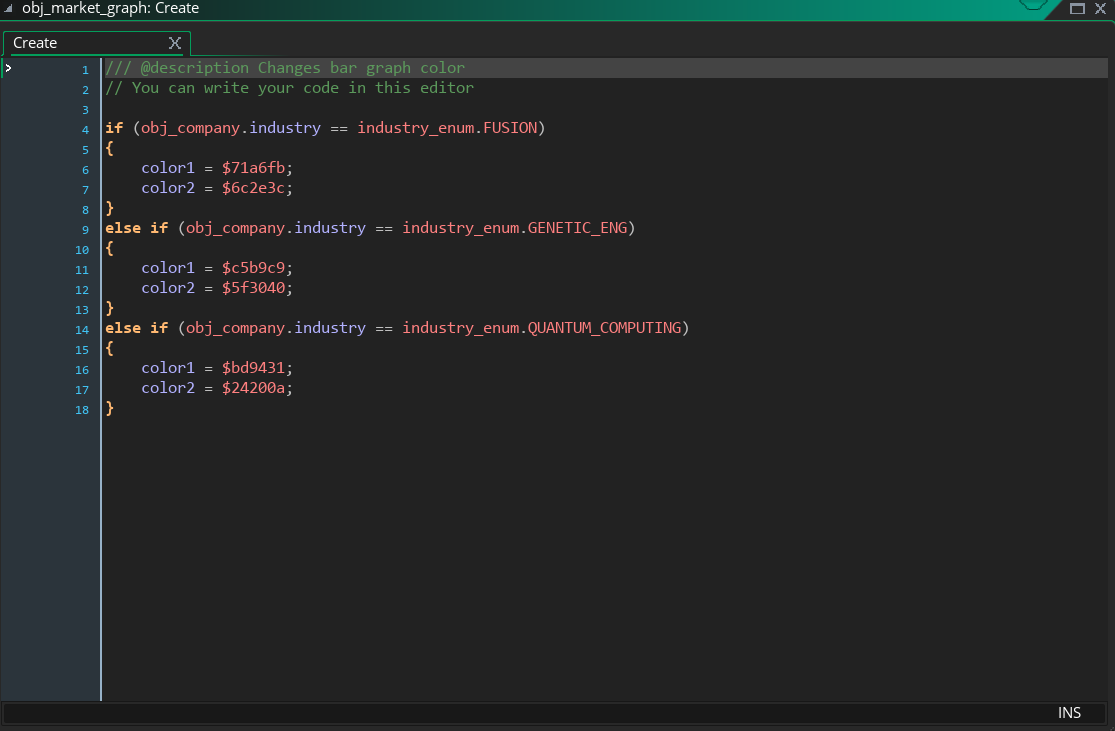 obj_market_graph: Create
Create
1 /// @description Changes bar graph color
2 // You can write your code in this editor
3
4 if (obj_company.industry == industry_enum.FUSION)
5 {
6     color1 = $71a6fb;
7     color2 = $6c2e3c;
8 }
9 else if (obj_company.industry == industry_enum.GENETIC_ENG)
10 {
11     color1 = $c5b9c9;
12     color2 = $5f3040;
13 }
14 else if (obj_company.industry == industry_enum.QUANTUM_COMPUTING)
15 {
16     color1 = $bd9431;
17     color2 = $24200a;
18 }
INS